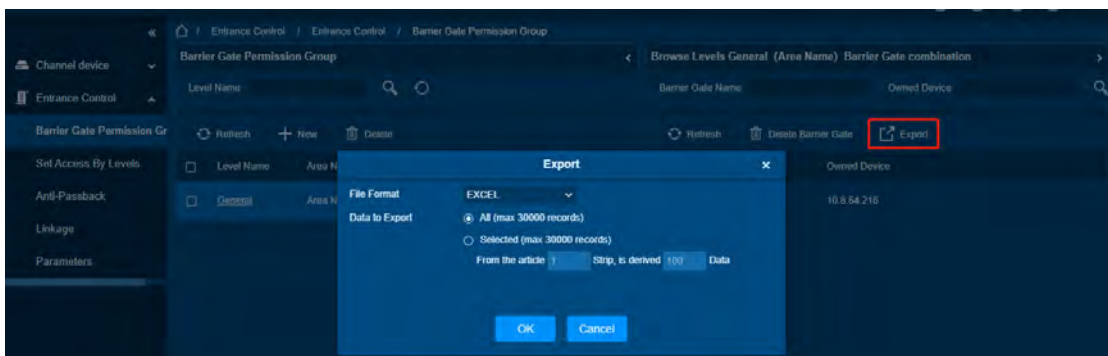 / Entrance Control / Entrance Control / Barrier Gate Permission Group
Channel device
Entrance Control
Barrier Gate Permission Gr
Set Access By Levels
Anti-Passback
Linkage
Parameters
Barrier Gate Permission Group
Level Name
Refresh New Delete
Level Name Area N
General Area N
Browse Levels General (Area Name) Barrier Gate combination
Barrier Gate Name Owned Device
Refresh Delete Barrier Gate Export
Owned Device
10.8.64.216
Export
File Format EXCEL
Data to Export All (max 30000 records)
Selected (max 30000 records)
From the article 1 Strip, is derived 100 Data
OK Cancel